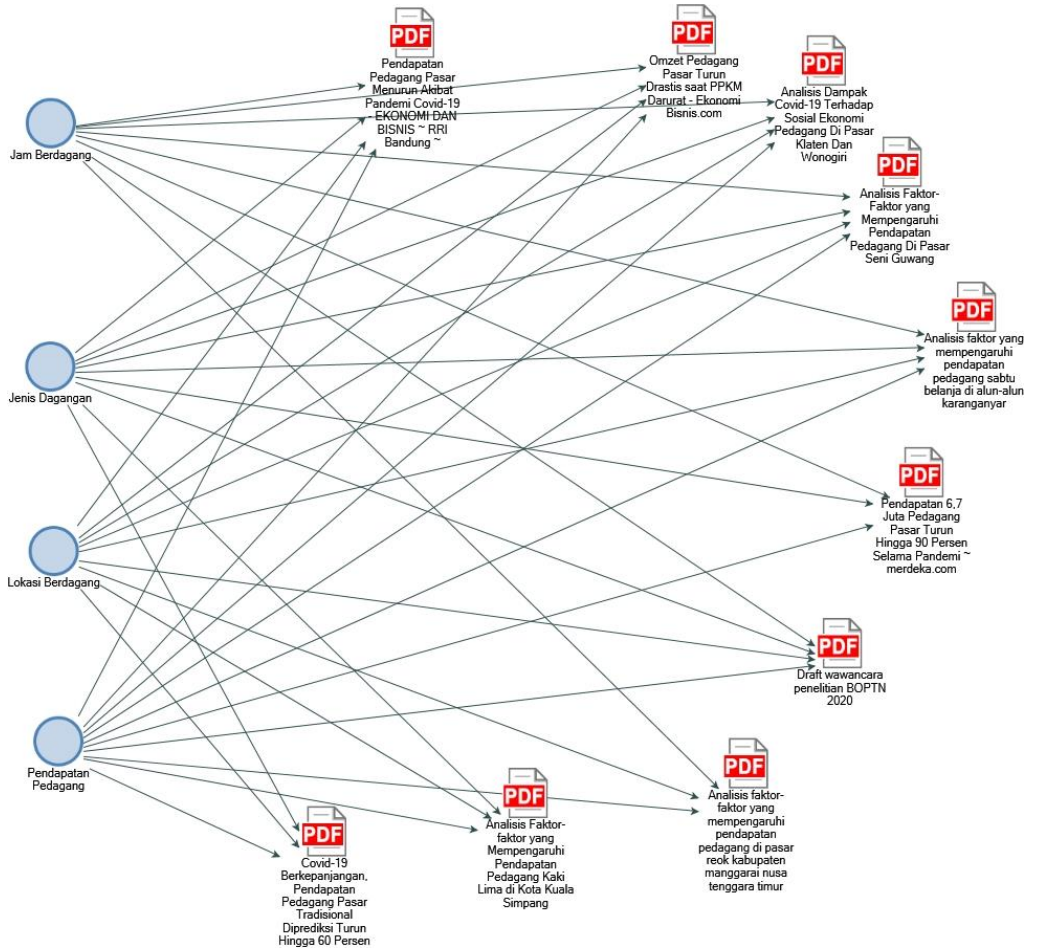 PDF
Pendapatan
Pedagang Pasar
Menurun Akibat
Pandemi Covid-19
- EKONOMI DAN
BISNIS ~ RRI
Bandung ~
PDF
Omzet Pedagang
Pasar Turun
Drastis saat PPKM
Darurat - Ekonomi
Bisnis.com
PDF
Analisis Dampak
Covid-19 Terhadap
Sosial Ekonomi
Pedagang Di Pasar
Klaten Dan
Wonogiri
Jam Berdagang
PDF
Analisis Faktor-
Faktor yang
Mempengaruhi
Pendapatan
Pedagang Di Pasar
Seni Guwang
PDF
Analisis faktor yang
mempengaruhi
pendapatan
pedagang sabtu
belanja di alun-alun
karanganyar
Jenis Dagangan
PDF
Pendapatan 6,7
Juta Pedagang
Pasar Turun
Hingga 90 Persen
Selama Pandemi ~
merdeka.com
Lokasi Berdagang
PDF
Draft wawancara
penelitian BOPTN
2020
Pendapatan
Pedagang
PDF
Analisis faktor-
faktor yang
mempengaruhi
pendapatan
pedagang di pasar
reok kabupaten
manggarai nusa
tenggara timur
PDF
Analisis Faktor-
faktor yang
Mempengaruhi
Pendapatan
Pedagang Kaki
Lima di Kota Kuala
Simpang
PDF
Covid-19
Berkepanjangan,
Pendapatan
Pedagang Pasar
Tradisional
Diprediksi Turun
Hingga 60 Persen